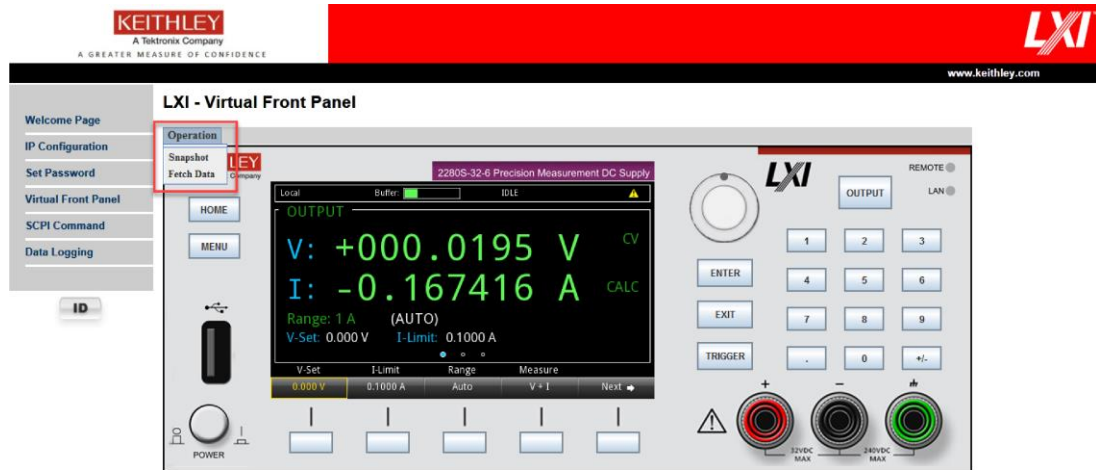 KEITHLEY
A Tektronix Company
A GREATER MEASURE OF CONFIDENCE
LXI
www.keithley.com
Welcome Page
IP Configuration
Set Password
Virtual Front Panel
SCPI Command
Data Logging
ID
LXI - Virtual Front Panel
Operation
Snapshot
Fetch Data
LEY
Company
2280S-32-6 Precision Measurement DC Supply
HOME
MENU
Local Buffer: IDLE
OUTPUT
V: +000.0195 V CV
I: -0.167416 A CALC
Range: 1 A (AUTO)
V-Set: 0.000 V I-Limit: 0.1000 A
V-Set I-Limit Range Measure
0.000 V 0.1000 A Auto V + I Next
POWER
LXI
OUTPUT
REMOTE
LAN
ENTER
EXIT
TRIGGER
1 2 3
4 5 6
7 8 9
. 0 +/-
+ −
32VDC MAX
240VDC MAX